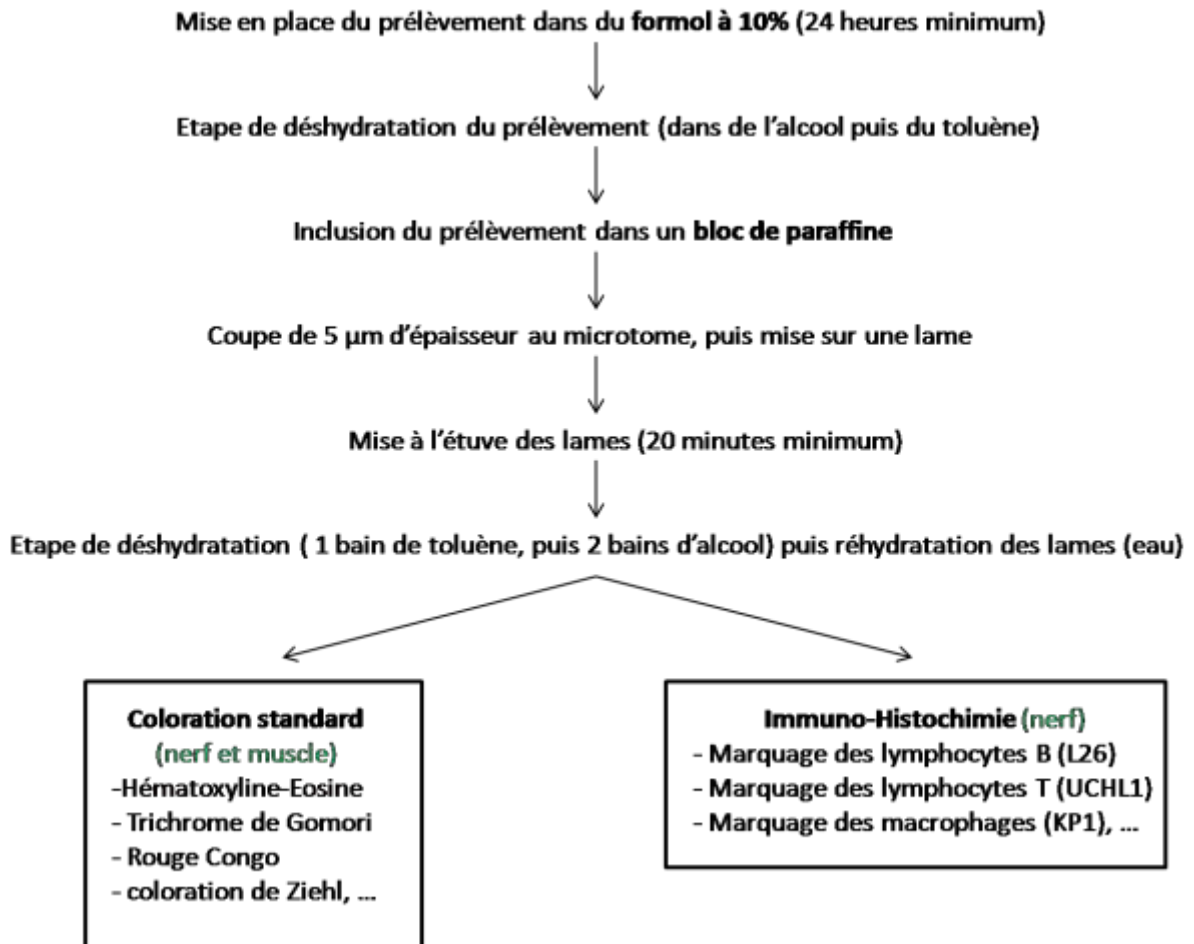 Mise en place du prélèvement dans du formol à 10% (24 heures minimum)
Etape de déshydratation du prélèvement (dans de l'alcool puis du toluène)
Inclusion du prélèvement dans un bloc de paraffine
Coupe de 5 µm d'épaisseur au microtome, puis mise sur une lame
Mise à l'étuve des lames (20 minutes minimum)
Etape de déshydratation ( 1 bain de toluène, puis 2 bains d'alcool) puis réhydratation des lames (eau)
Coloration standard
(nerf et muscle)
-Hématoxyline-Eosine
- Trichrome de Gomori
- Rouge Congo
- coloration de Ziehl, ...
Immuno-Histochimie (nerf)
- Marquage des lymphocytes B (L26)
- Marquage des lymphocytes T (UCHL1)
- Marquage des macrophages (KP1), ...